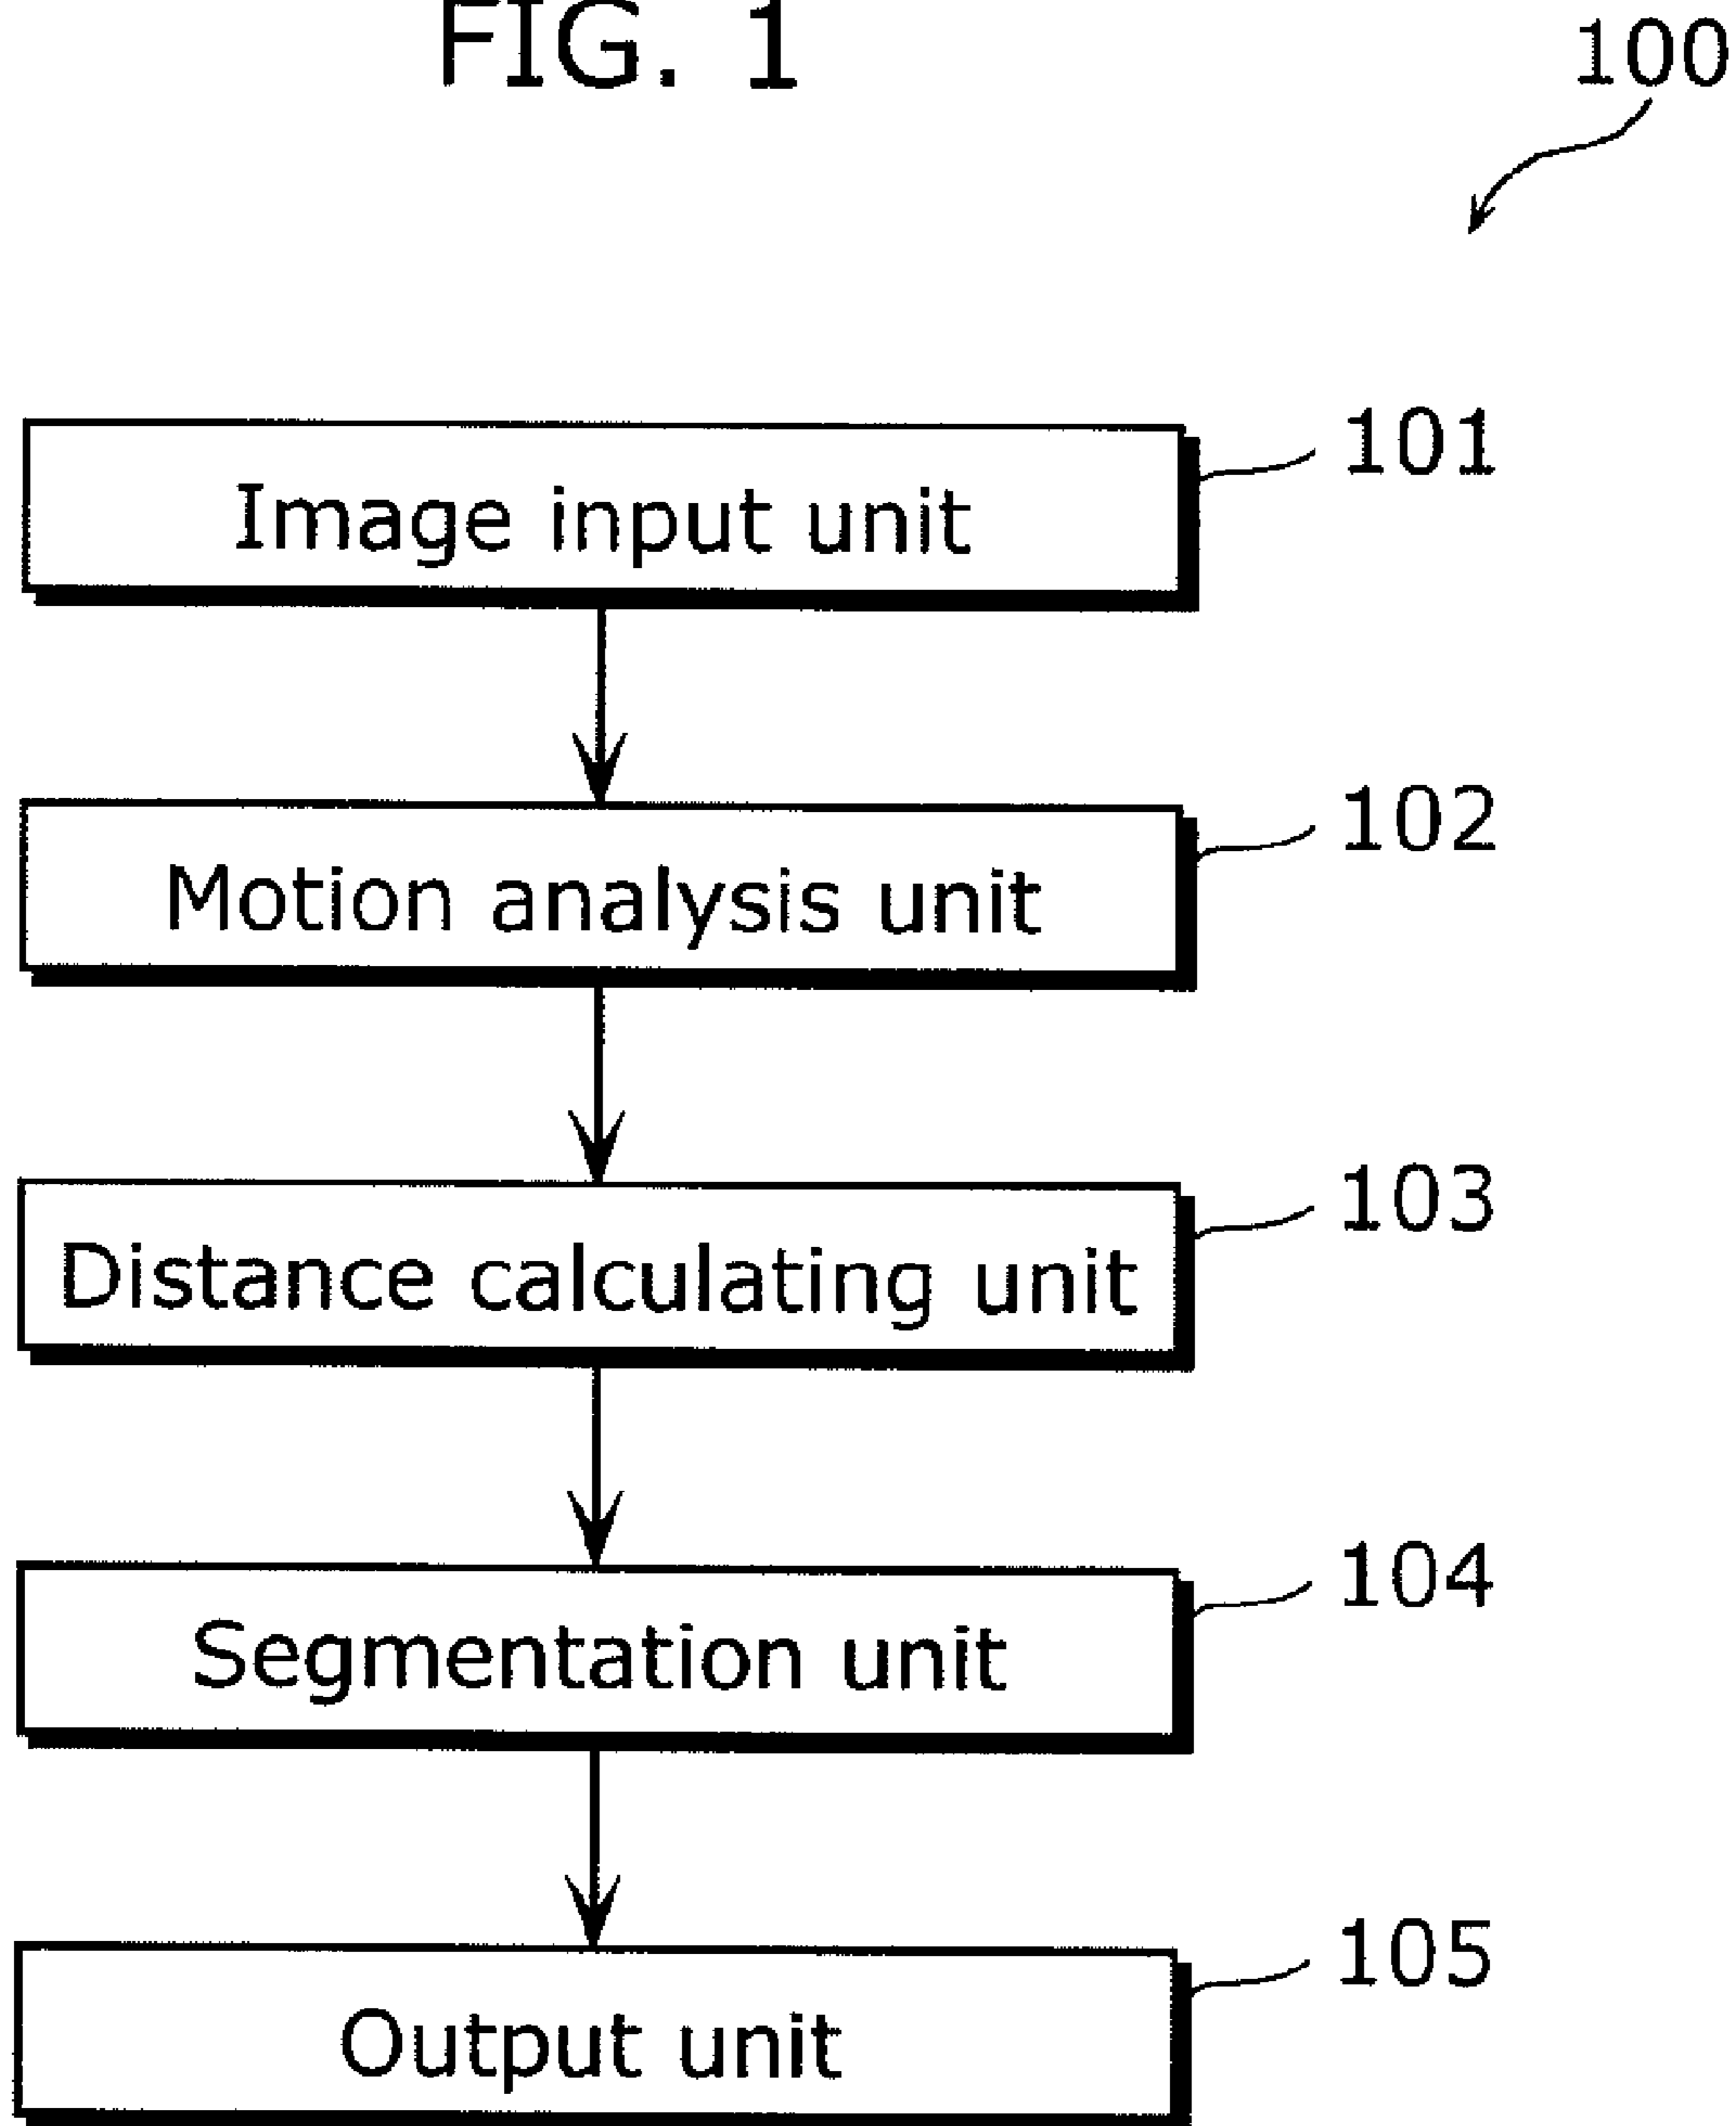 FIG. 1
100
Image input unit
101
Motion analysis unit
102
Distance calculating unit
103
Segmentation unit
104
Output unit
105